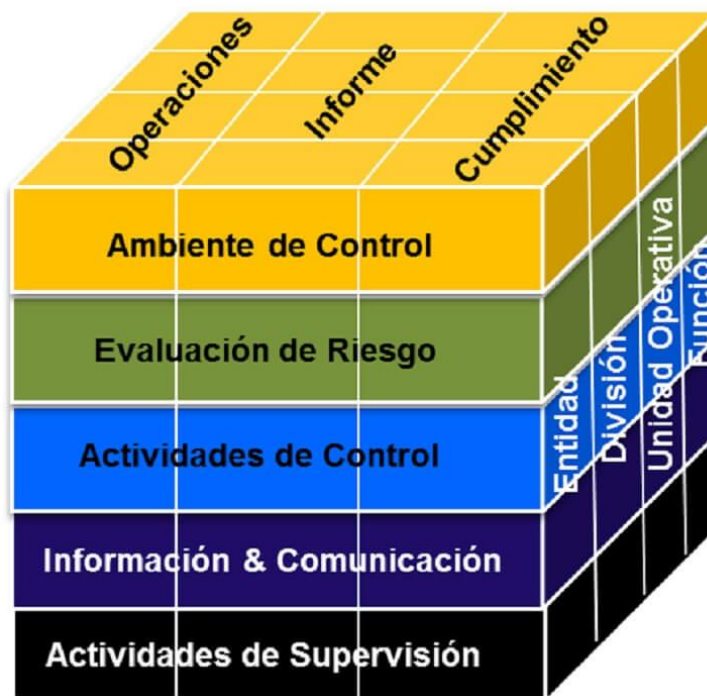 Operaciones
Informe
Cumplimiento
Ambiente de Control
Evaluación de Riesgo
Actividades de Control
Información & Comunicación
Actividades de Supervisión
Entidad
División
Unidad Operativa
Función